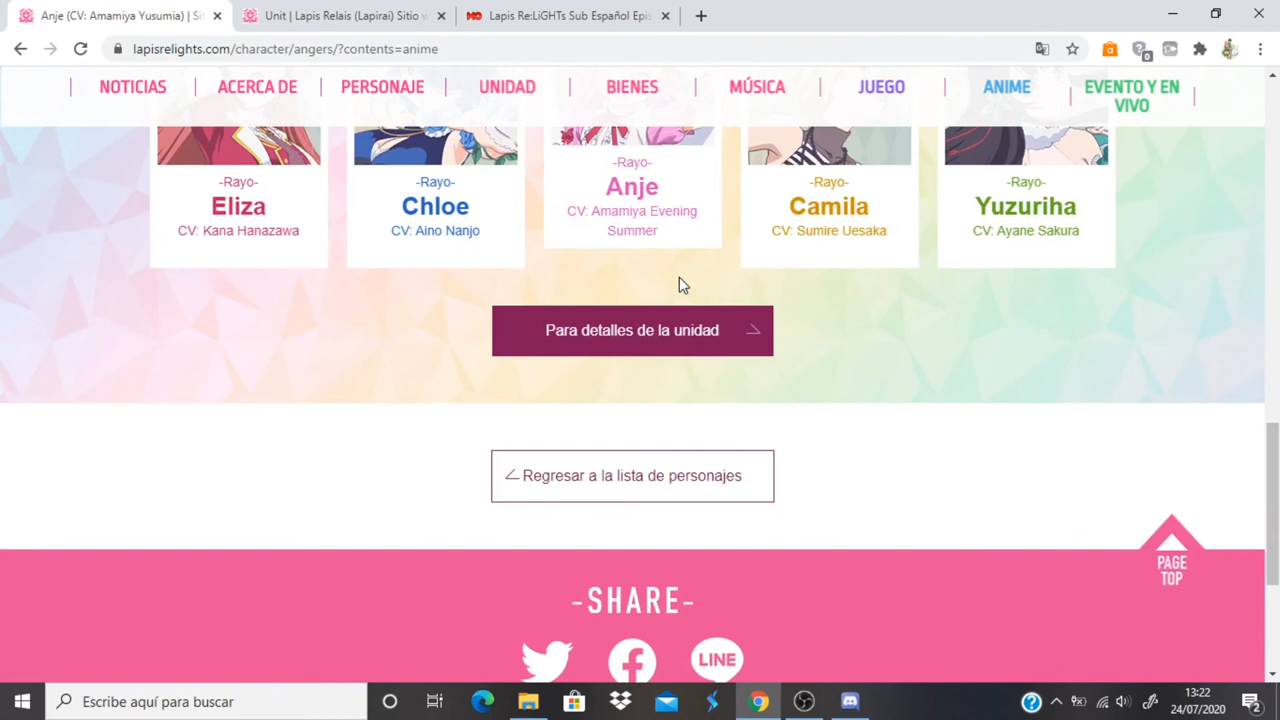 Anje (CV: Amamiya Yusumia) | Sit
Unit | Lapis Relais (Lapirai) Sitio w
Lapis Re:LiGHTs Sub Español Epis
lapisrelights.com/character/angers/?contents=anime
NOTICIAS
ACERCA DE
PERSONAJE
UNIDAD
BIENES
MÚSICA
JUEGO
ANIME
EVENTO Y EN
VIVO
-Rayo-
Eliza
CV: Kana Hanazawa
-Rayo-
Chloe
CV: Aino Nanjo
-Rayo-
Anje
CV: Amamiya Evening
Summer
-Rayo-
Camila
CV: Sumire Uesaka
-Rayo-
Yuzuriha
CV: Ayane Sakura
Para detalles de la unidad
Regresar a la lista de personajes
PAGE
TOP
-SHARE-
LINE
Escribe aquí para buscar
13:22
24/07/2020
2